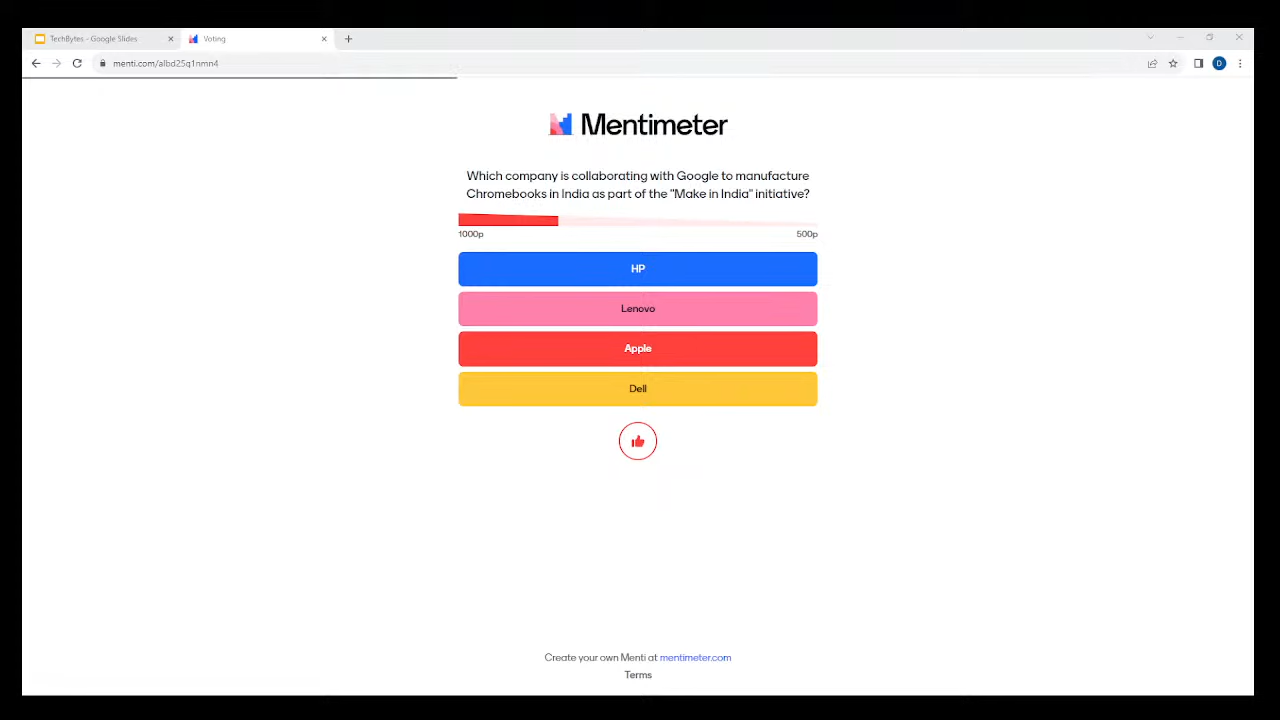 TechBytes - Google Slides
Voting
menti.com/albd25q1nmn4
D
Mentimeter
Which company is collaborating with Google to manufacture
Chromebooks in India as part of the "Make in India" initiative?
1000p
500p
HP
Lenovo
Apple
Dell
Create your own Menti at mentimeter.com
Terms